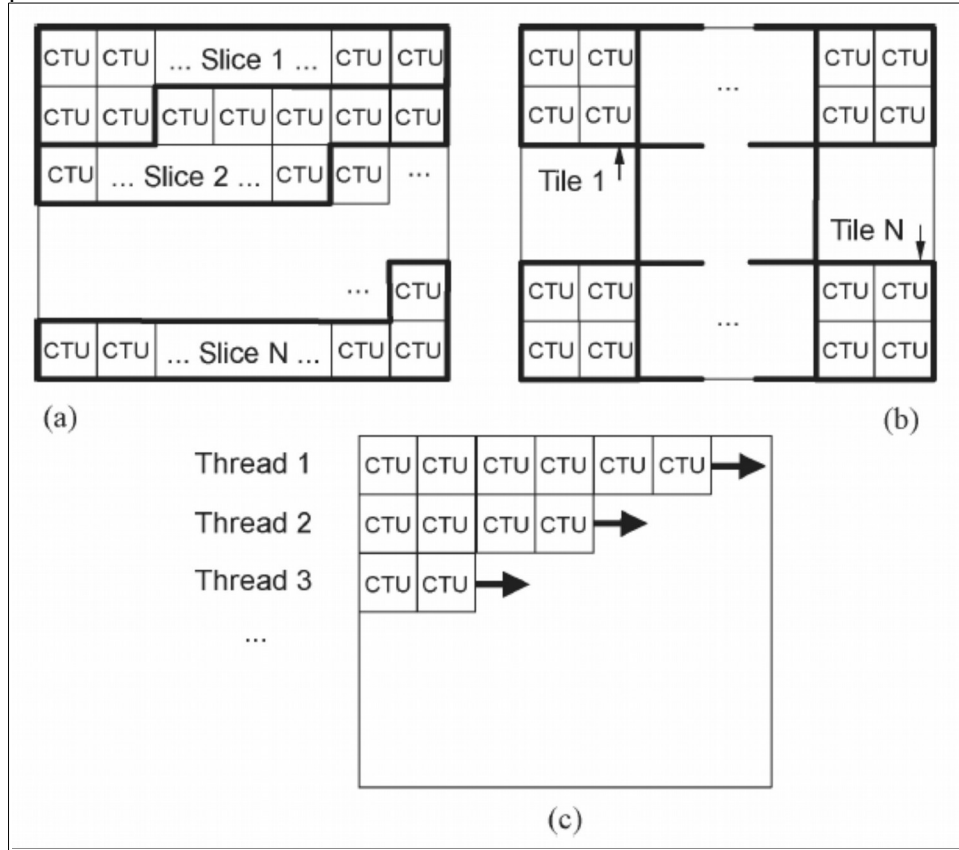 CTU CTU ... Slice 1 ... CTU CTU
CTU CTU CTU CTU CTU CTU CTU
CTU ... Slice 2 ... CTU CTU ...
... CTU
CTU CTU ... Slice N ... CTU CTU
(a)
CTU CTU ... CTU CTU
CTU CTU CTU CTU
Tile 1 ...
Tile N
CTU CTU CTU CTU
CTU CTU ... CTU CTU
(b)
Thread 1 CTU CTU CTU CTU CTU CTU
Thread 2 CTU CTU CTU CTU
Thread 3 CTU CTU
...
(c)